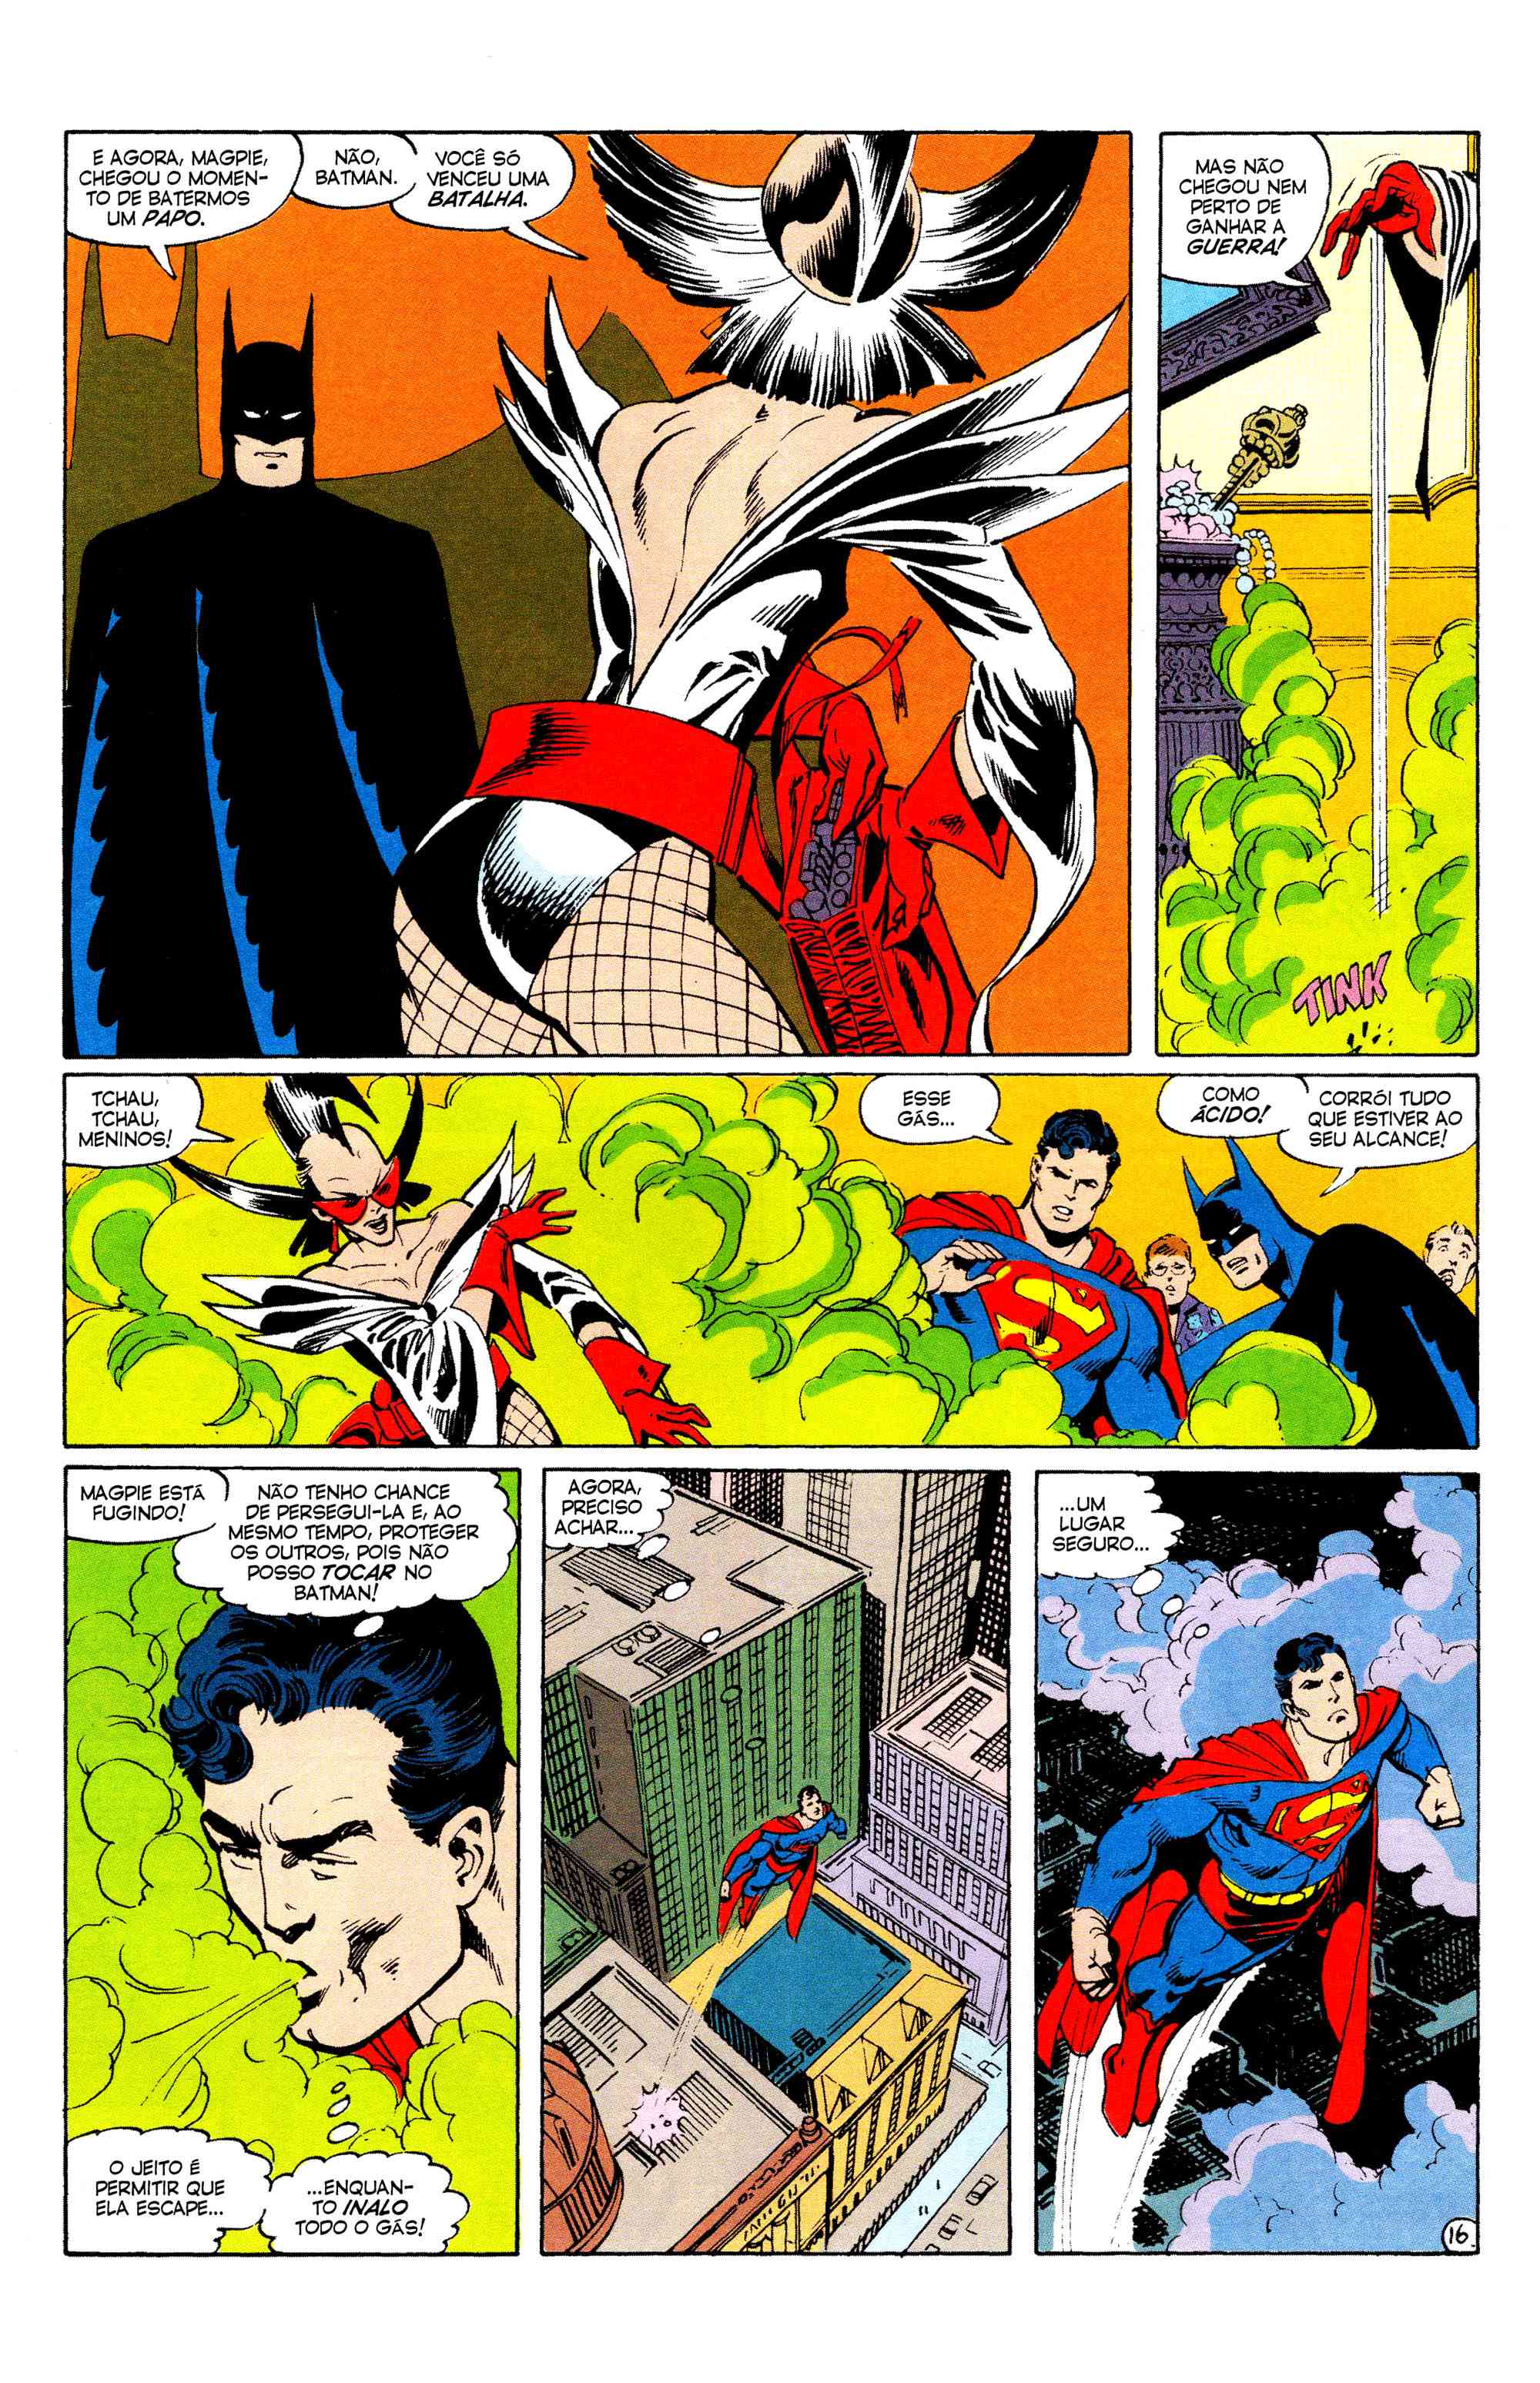 E AGORA, MAGPIE,
CHEGOU O MOMEN-
TO DE BATERMOS
UM PAPO.
NÃO,
BATMAN.
VOCÊ SÓ
VENCEU UMA
BATALHA.
MAS NÃO
CHEGOU NEM
PERTO DE
GANHAR A
GUERRA!
TINK
TCHAU,
TCHAU,
MENINOS!
ESSE
GÁS...
COMO
ÁCIDO!
CORRÓI TUDO
QUE ESTIVER AO
SEU ALCANCE!
MAGPIE ESTÁ
FUGINDO!
NÃO TENHO CHANCE
DE PERSEGUI-LA E, AO
MESMO TEMPO, PROTEGER
OS OUTROS, POIS NÃO
POSSO TOCAR NO
BATMAN!
O JEITO É
PERMITIR QUE
ELA ESCAPE...
...ENQUAN-
TO INALO
TODO O GÁS!
AGORA,
PRECISO
ACHAR...
...UM
LUGAR
SEGURO...
16